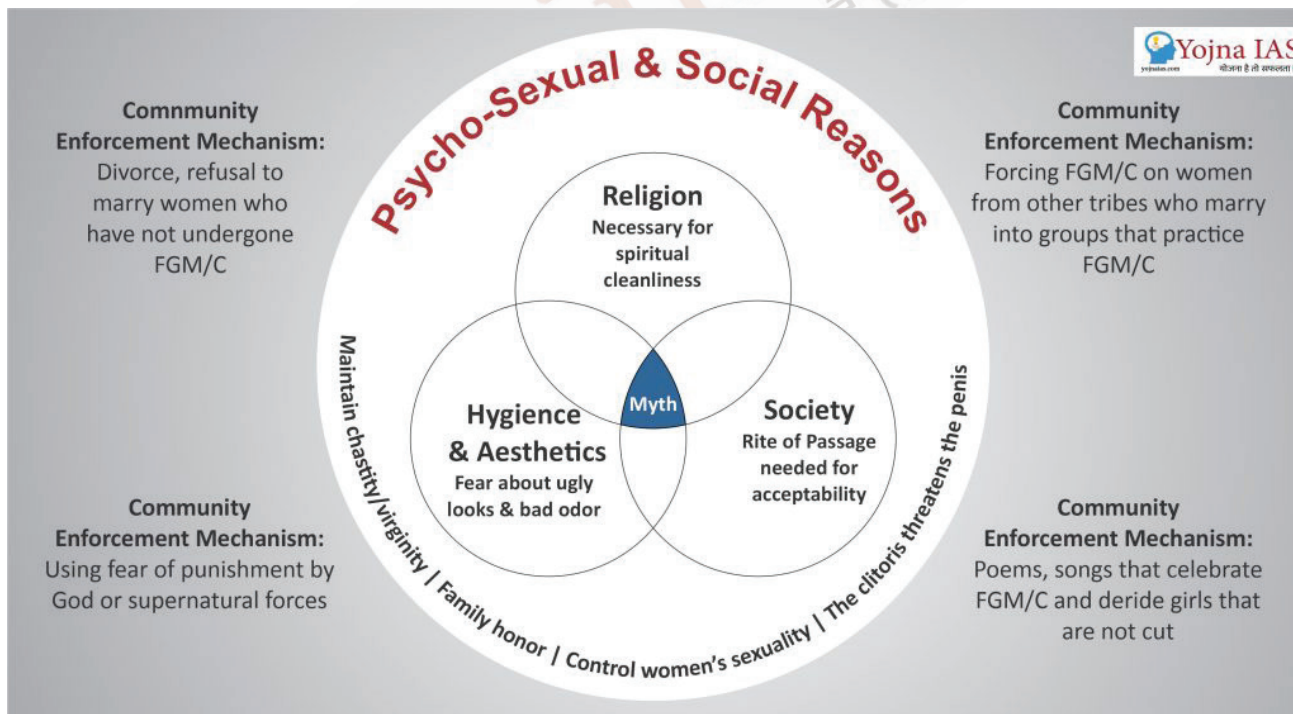 Yojna IAS
yojnaias.com
योजना है तो सफलता है
Psycho-Sexual & Social Reasons
Comnmunity
Enforcement Mechanism:
Divorce, refusal to
marry women who
have not undergone
FGM/C
Community
Enforcement Mechanism:
Forcing FGM/C on women
from other tribes who marry
into groups that practice
FGM/C
Religion
Necessary for
spiritual
cleanliness
Myth
Hygience
& Aesthetics
Fear about ugly
looks & bad odor
Society
Rite of Passage
needed for
acceptability
Maintain chastity/virginity | Family honor | Control women's sexuality | The clitoris threatens the penis
Community
Enforcement Mechanism:
Using fear of punishment by
God or supernatural forces
Community
Enforcement Mechanism:
Poems, songs that celebrate
FGM/C and deride girls that
are not cut